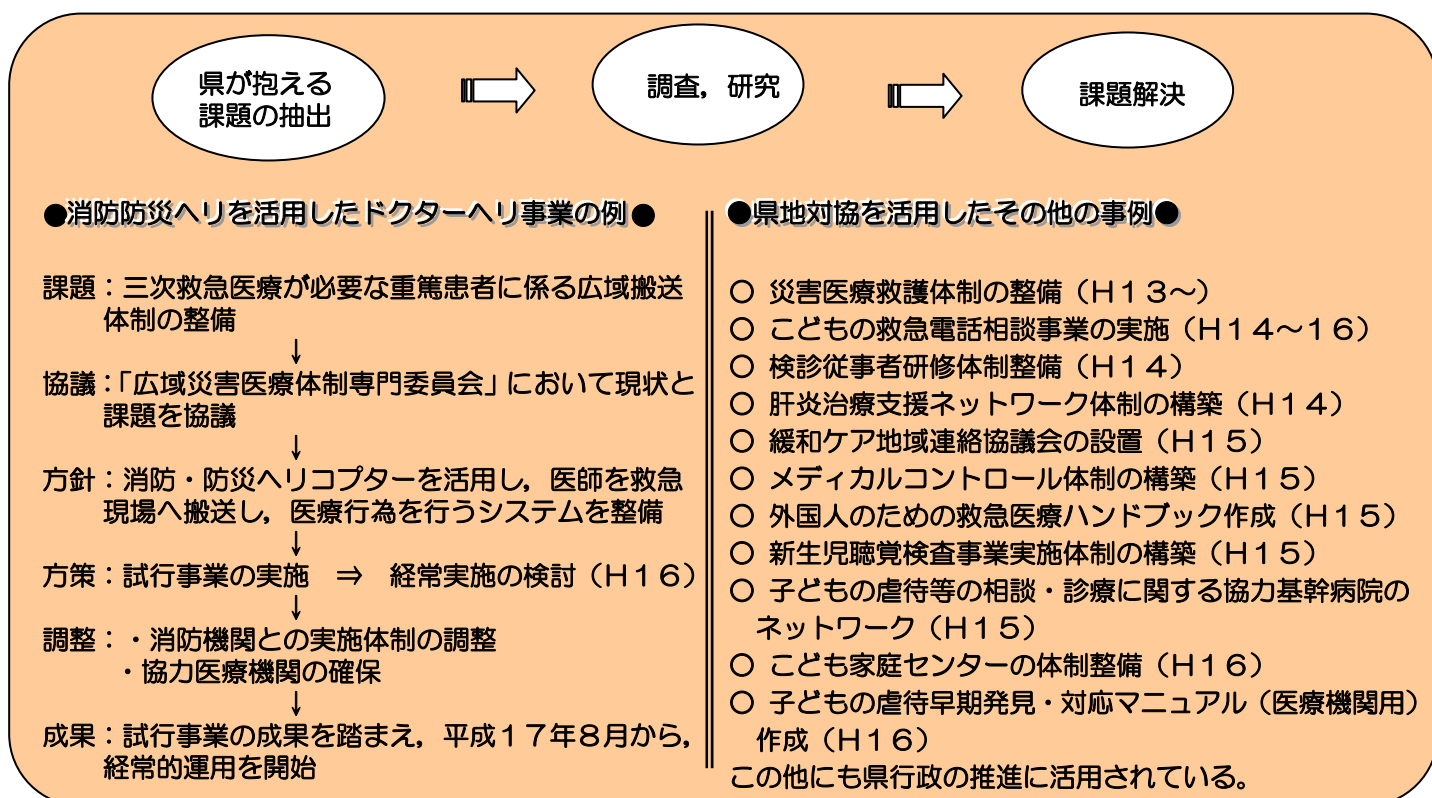 県が抱える
課題の抽出
調査，研究
課題解決
●消防防災ヘリを活用したドクターヘリ事業の例●
課題：三次救急医療が必要な重篤患者に係る広域搬送
体制の整備
↓
協議：「広域災害医療体制専門委員会」において現状と
課題を協議
↓
方針：消防・防災ヘリコプターを活用し，医師を救急
現場へ搬送し，医療行為を行うシステムを整備
↓
方策：試行事業の実施　⇒　経常実施の検討（Ｈ１６）
↓
調整：・消防機関との実施体制の調整
・協力医療機関の確保
↓
成果：試行事業の成果を踏まえ，平成１７年８月から，
経常的運用を開始
●県地対協を活用したその他の事例●
○ 災害医療救護体制の整備（Ｈ１３～）
○ こどもの救急電話相談事業の実施（Ｈ１４～１６）
○ 検診従事者研修体制整備（Ｈ１４）
○ 肝炎治療支援ネットワーク体制の構築（Ｈ１４）
○ 緩和ケア地域連絡協議会の設置（Ｈ１５）
○ メディカルコントロール体制の構築（Ｈ１５）
○ 外国人のための救急医療ハンドブック作成（Ｈ１５）
○ 新生児聴覚検査事業実施体制の構築（Ｈ１５）
○ 子どもの虐待等の相談・診療に関する協力基幹病院の
ネットワーク（Ｈ１５）
○ こども家庭センターの体制整備（Ｈ１６）
○ 子どもの虐待早期発見・対応マニュアル（医療機関用）
作成（Ｈ１６）
この他にも県行政の推進に活用されている。